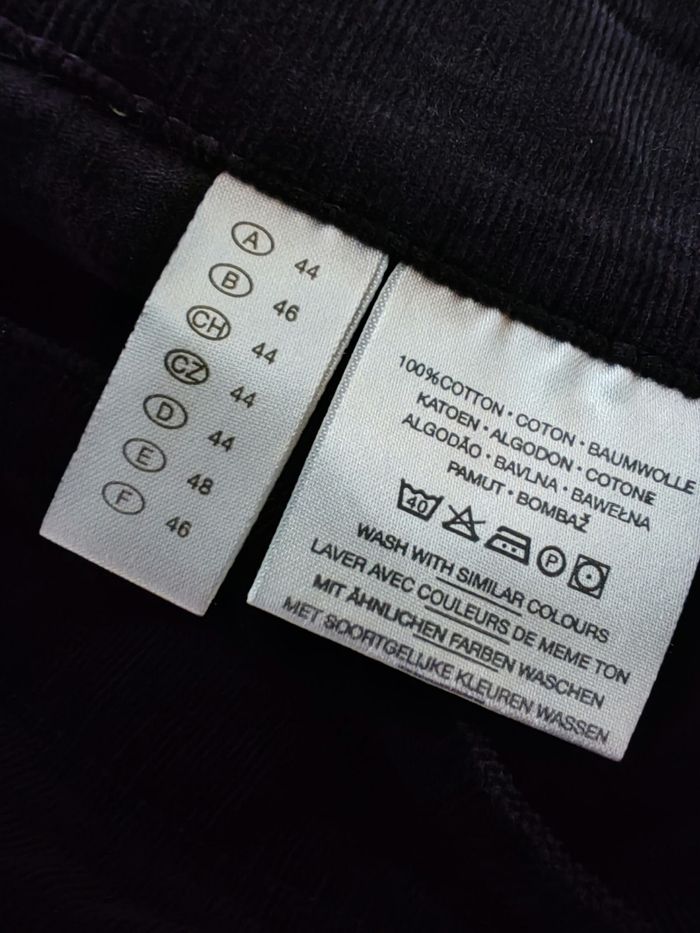 A 44
B 46
CH 44
CZ 44
D 44
E 48
F 46
100%COTTON · COTON · BAUMWOLLE
KATOEN · ALGODON · COTONE
ALGODÃO · BAVLNA · BAWEŁNA
PAMUT · BOMBAŽ
40 P
WASH WITH SIMILAR COLOURS
LAVER AVEC COULEURS DE MEME TON
MIT ÄHNLICHEN FARBEN WASCHEN
MET SOORTGELIJKE KLEUREN WASSEN